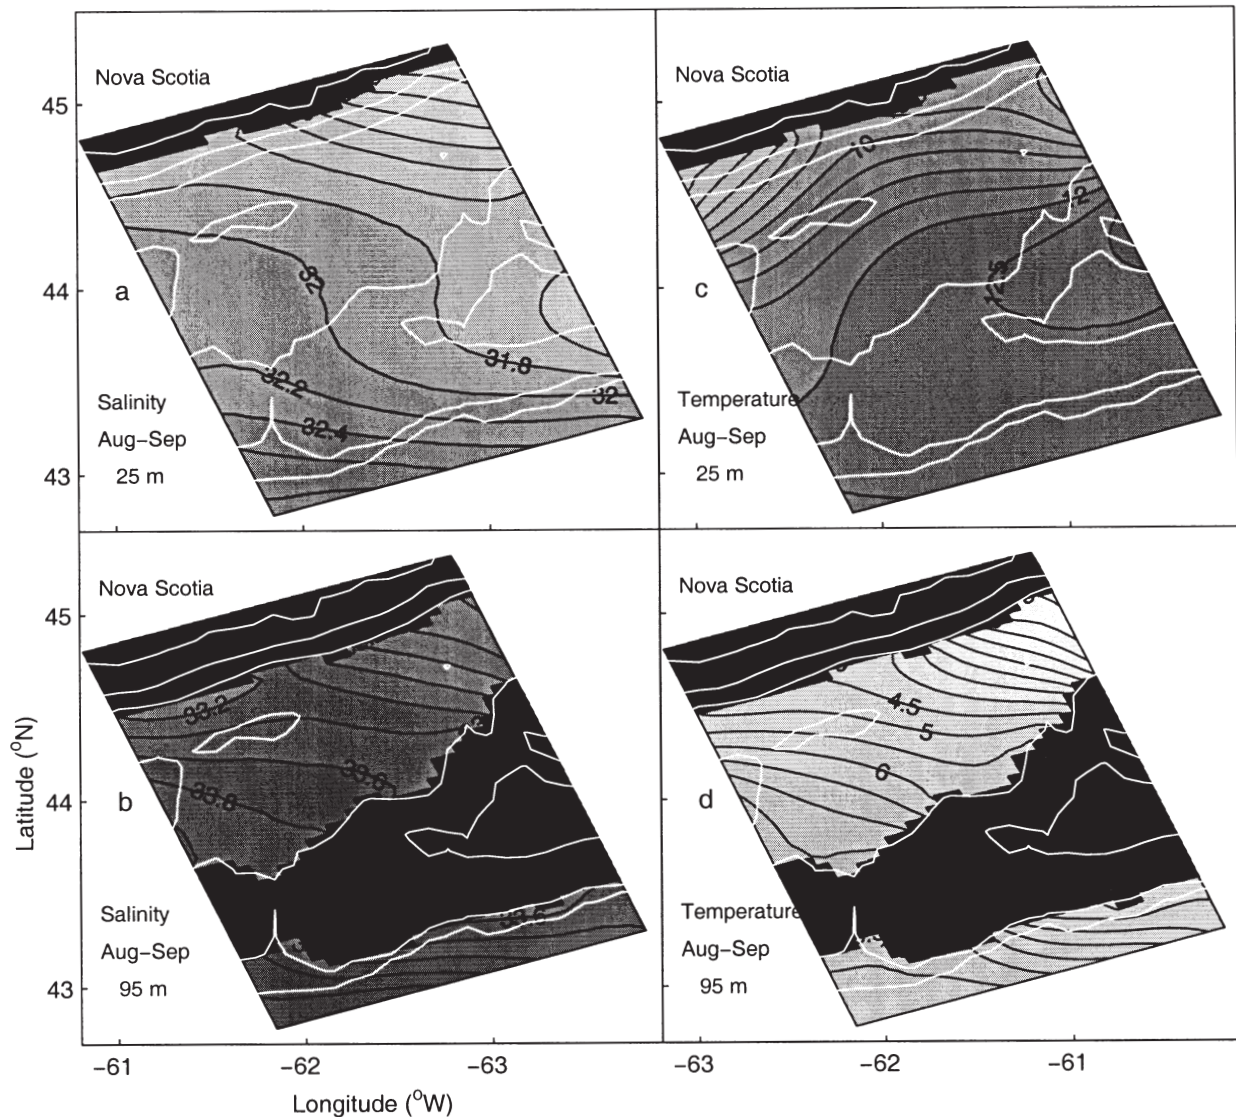 Nova Scotia
45
44
43
a
32
31.8
32.2
32
32.4
Salinity
Aug–Sep
25 m
Nova Scotia
c
10
12
12.5
Temperature
Aug–Sep
25 m
Nova Scotia
45
44
43
b
33.2
33.6
33.8
33.6
Salinity
Aug–Sep
95 m
Nova Scotia
d
4.5
5
6
Temperature
Aug–Sep
95 m
Latitude (°N)
–61
–62
–63
–63
–62
–61
Longitude (°W)